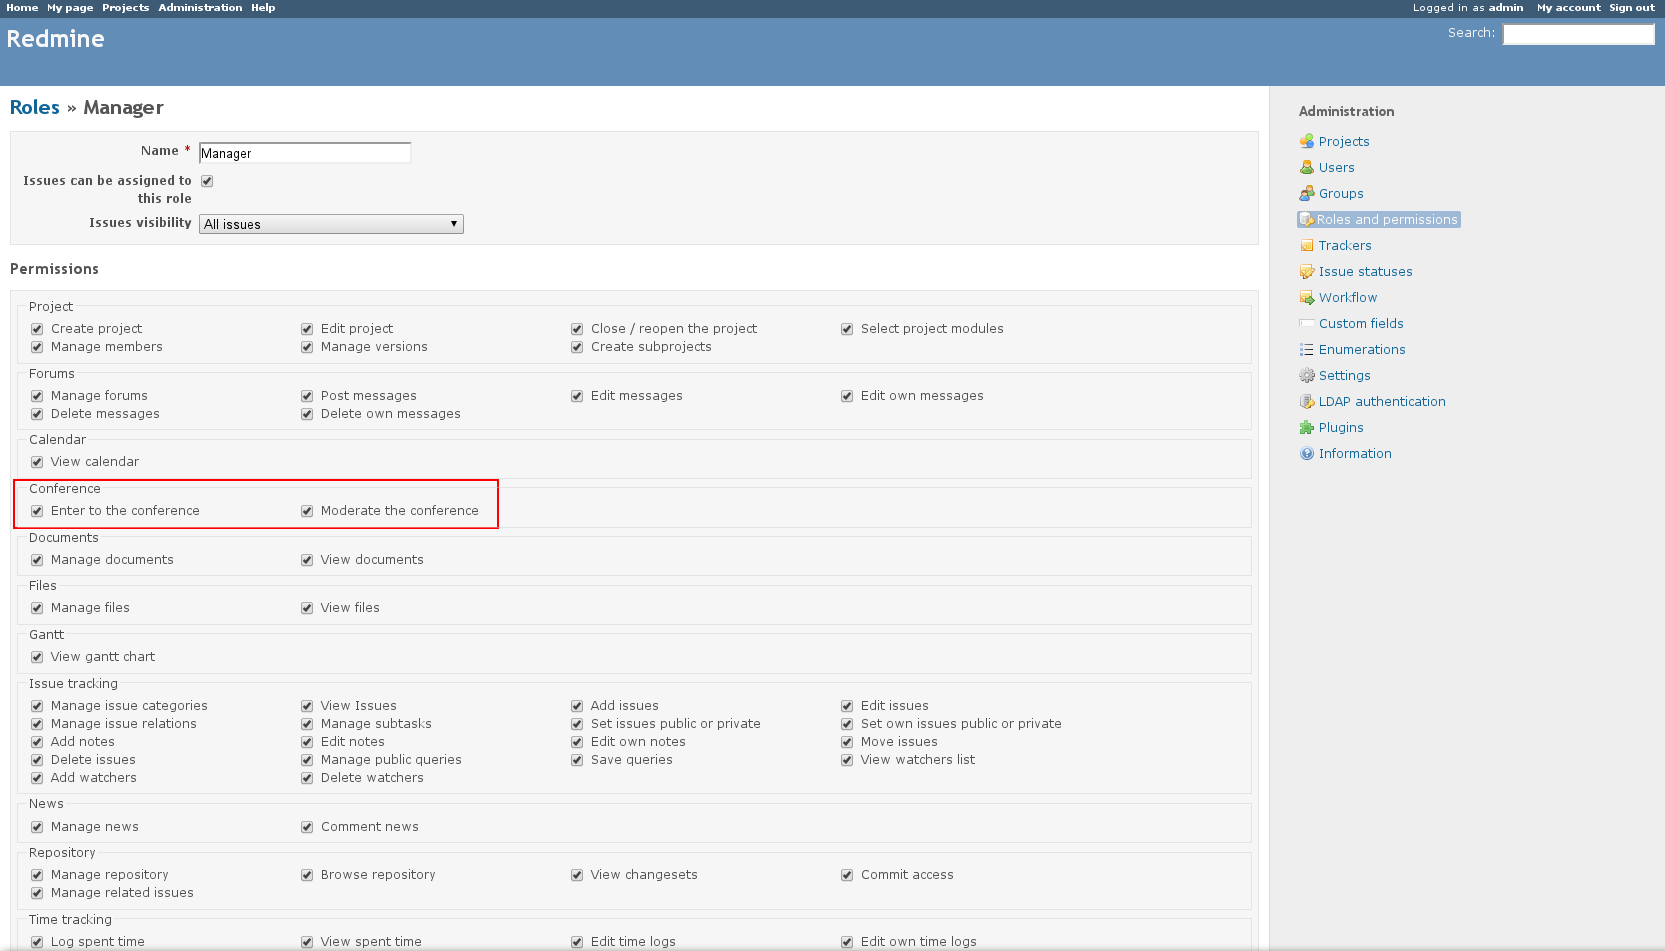 Home My page Projects Administration Help Logged in as admin My account Sign out
Redmine Search:
Roles » Manager
Name * Manager
Issues can be assigned to
this role
Issues visibility All issues
Permissions
Project
Create project Edit project Close / reopen the project Select project modules
Manage members Manage versions Create subprojects
Forums
Manage forums Post messages Edit messages Edit own messages
Delete messages Delete own messages
Calendar
View calendar
Conference
Enter to the conference Moderate the conference
Documents
Manage documents View documents
Files
Manage files View files
Gantt
View gantt chart
Issue tracking
Manage issue categories View Issues Add issues Edit issues
Manage issue relations Manage subtasks Set issues public or private Set own issues public or private
Add notes Edit notes Edit own notes Move issues
Delete issues Manage public queries Save queries View watchers list
Add watchers Delete watchers
News
Manage news Comment news
Repository
Manage repository Browse repository View changesets Commit access
Manage related issues
Time tracking
Log spent time View spent time Edit time logs Edit own time logs
Administration
Projects
Users
Groups
Roles and permissions
Trackers
Issue statuses
Workflow
Custom fields
Enumerations
Settings
LDAP authentication
Plugins
Information